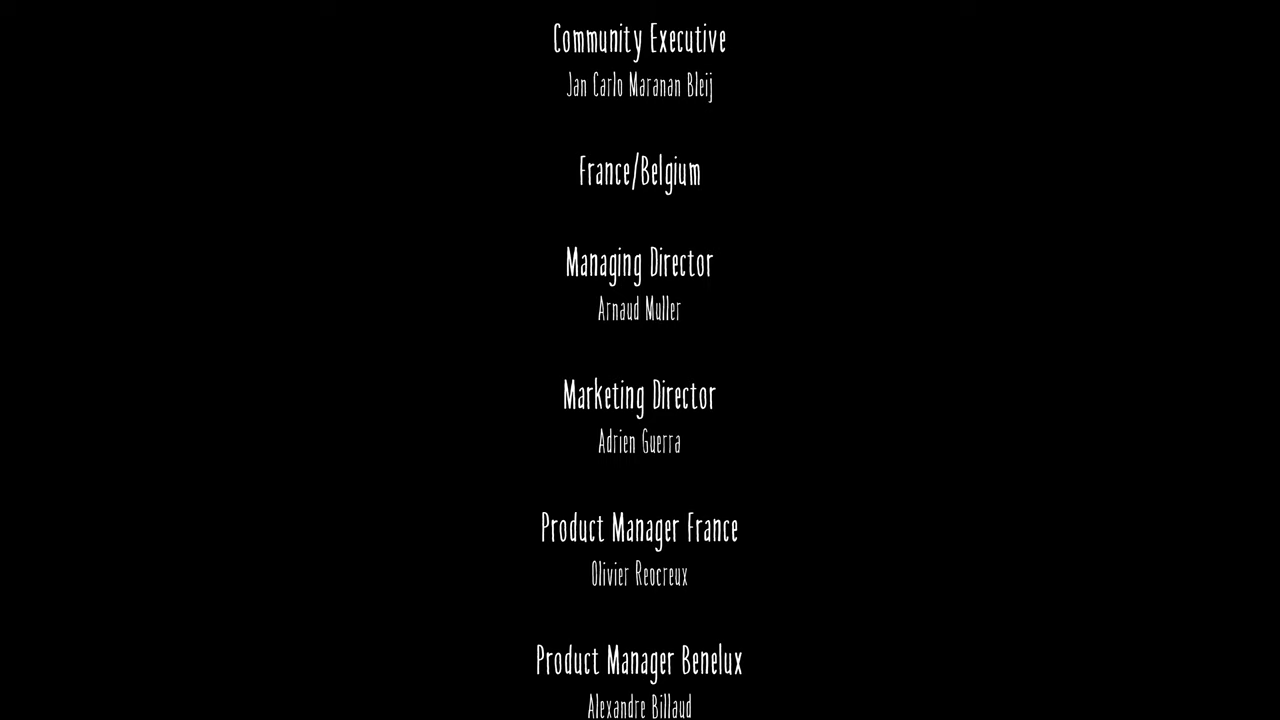 Community Executive
Jan Carlo Maranan Bleij
France/Belgium
Managing Director
Arnaud Muller
Marketing Director
Adrien Guerra
Product Manager France
Olivier Reocreux
Product Manager Benelux
Alexandre Billaud